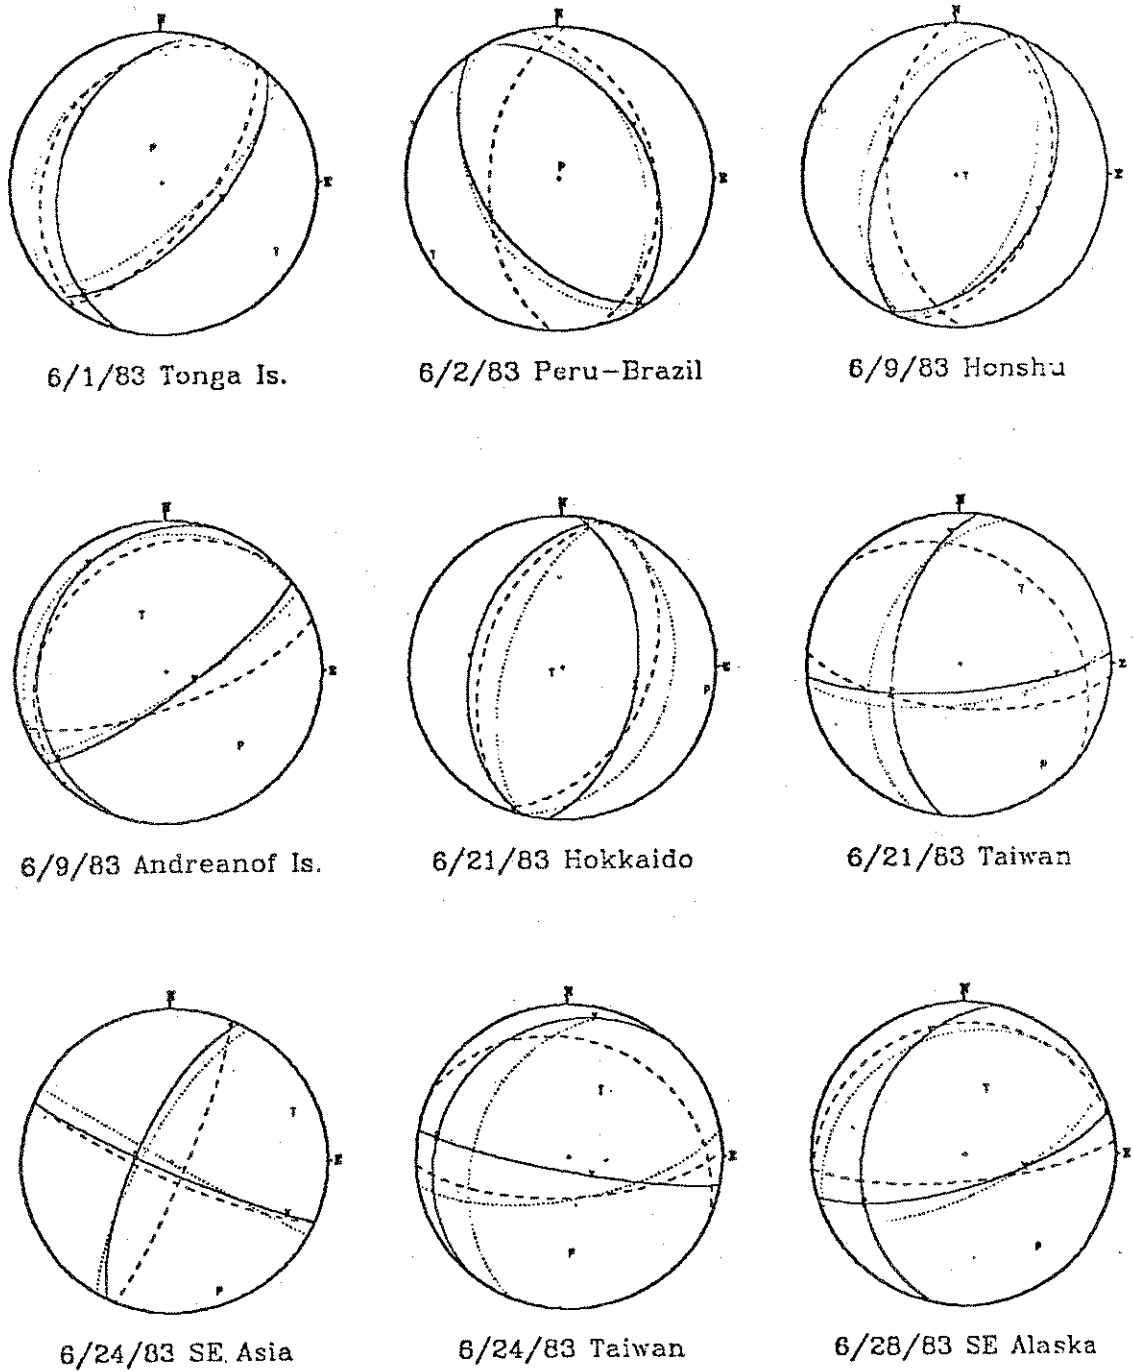 N
N
N
P
P
E
E
T
E
T
T
6/1/83 Tonga Is.
6/2/83 Peru-Brazil
6/9/83 Honshu
N
N
N
T
T
E
T
E
P
P
P
6/9/83 Andreanof Is.
6/21/83 Hokkaido
6/21/83 Taiwan
N
N
N
T
T
T
E
E
E
P
P
P
6/24/83 SE. Asia
6/24/83 Taiwan
6/28/83 SE Alaska